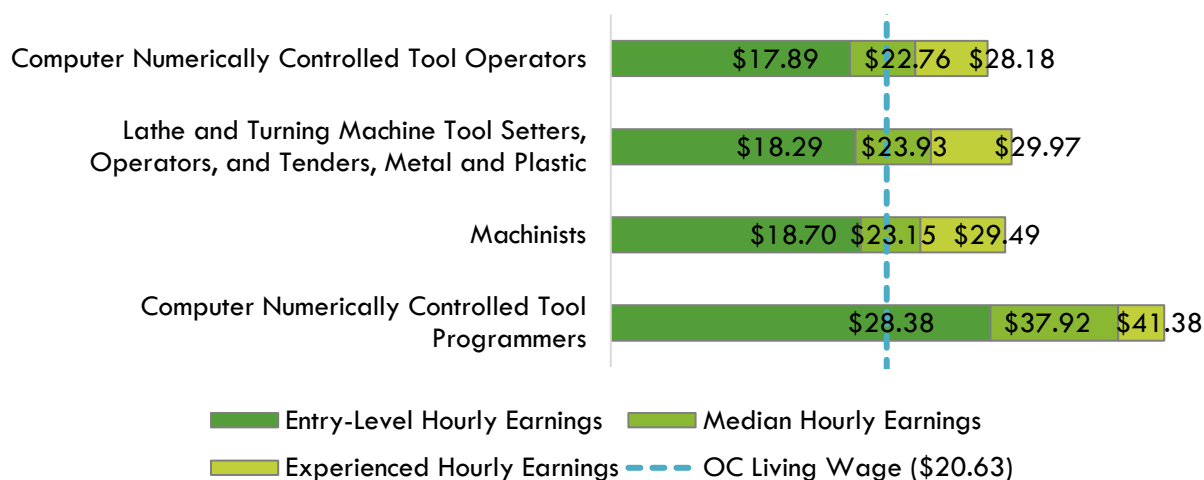 Computer Numerically Controlled Tool Operators
$17.89 $22.76 $28.18
Lathe and Turning Machine Tool Setters,
Operators, and Tenders, Metal and Plastic
$18.29 $23.93 $29.97
Machinists
$18.70 $23.15 $29.49
Computer Numerically Controlled Tool
Programmers
$28.38 $37.92 $41.38
Entry-Level Hourly Earnings Median Hourly Earnings
Experienced Hourly Earnings OC Living Wage ($20.63)